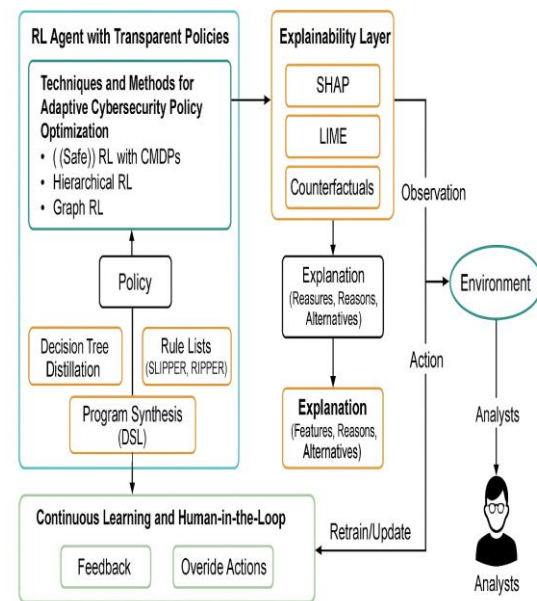 RL Agent with Transparent Policies
Techniques and Methods for
Adaptive Cybersecurity Policy
Optimization
• ( (Safe)) RL with CMDPs
• Hierarchical RL
• Graph RL
Policy
Decision Tree
Distillation
Rule Lists
(SLIPPER, RIPPER)
Program Synthesis
(DSL)
Explainability Layer
SHAP
LIME
Counterfactuals
Explanation
(Reasures, Reasons,
Alternatives)
Explanation
(Features, Reasons,
Alternatives)
Observation
Environment
Action
Analysts
Analysts
Retrain/Update
Continuous Learning and Human-in-the-Loop
Feedback
Overide Actions